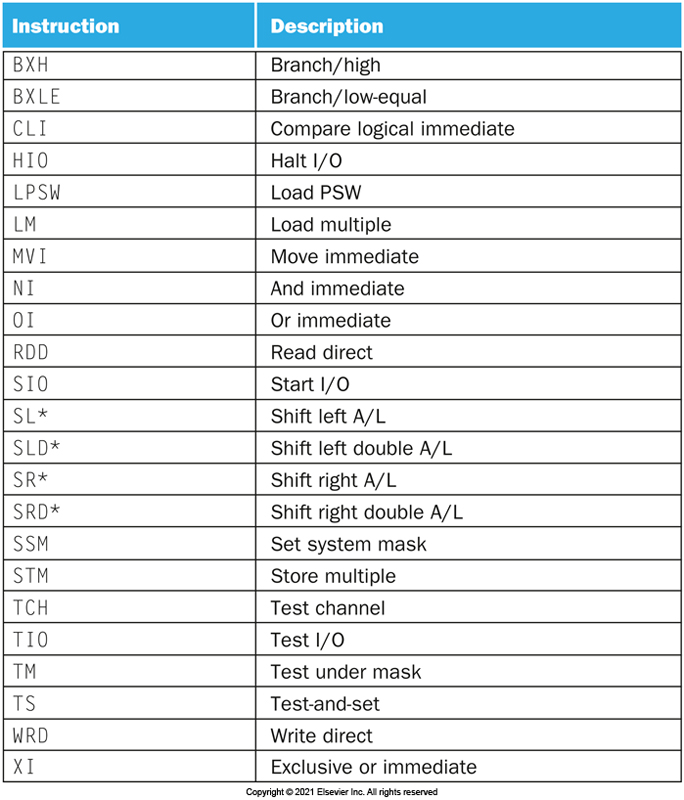 Instruction Description
BXH Branch/high
BXLE Branch/low-equal
CLI Compare logical immediate
HIO Halt I/O
LPSW Load PSW
LM Load multiple
MVI Move immediate
NI And immediate
OI Or immediate
RDD Read direct
SIO Start I/O
SL* Shift left A/L
SLD* Shift left double A/L
SR* Shift right A/L
SRD* Shift right double A/L
SSM Set system mask
STM Store multiple
TCH Test channel
TIO Test I/O
TM Test under mask
TS Test-and-set
WRD Write direct
XI Exclusive or immediate
Copyright © 2021 Elsevier Inc. All rights reserved